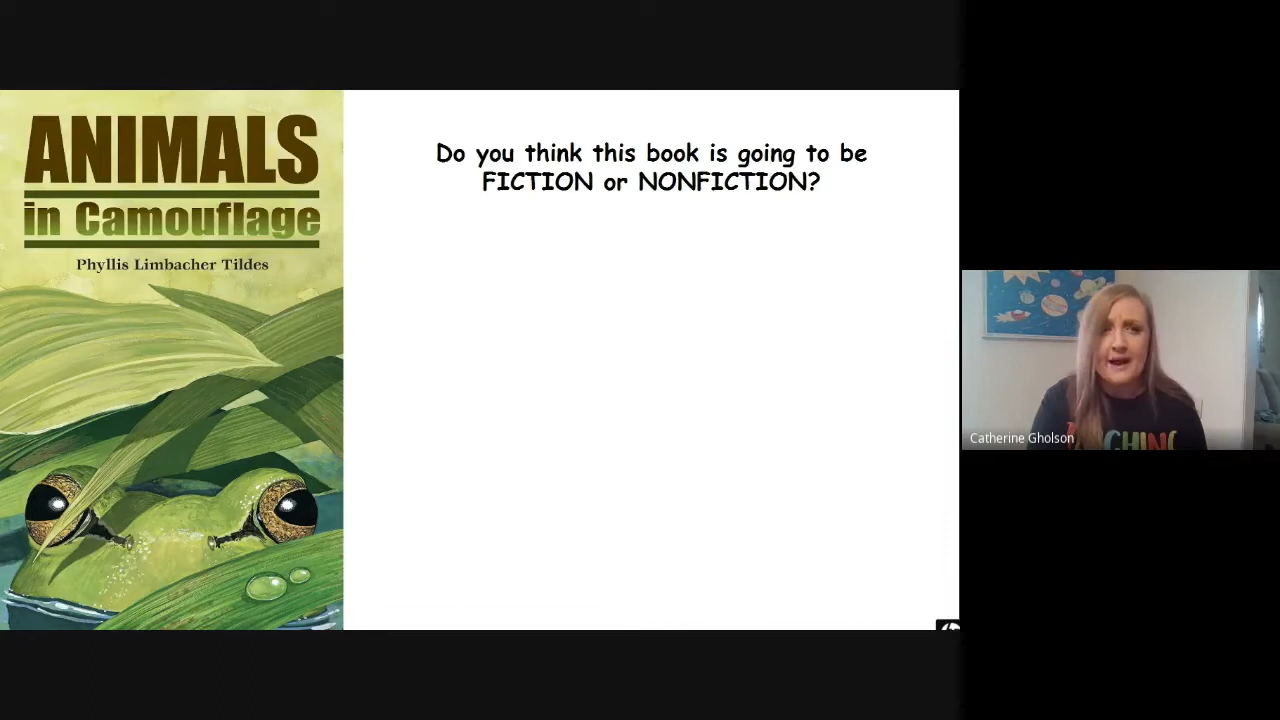 ANIMALS
in Camouflage
Phyllis Limbacher Tildes
Do you think this book is going to be
FICTION or NONFICTION?
Catherine Gholson